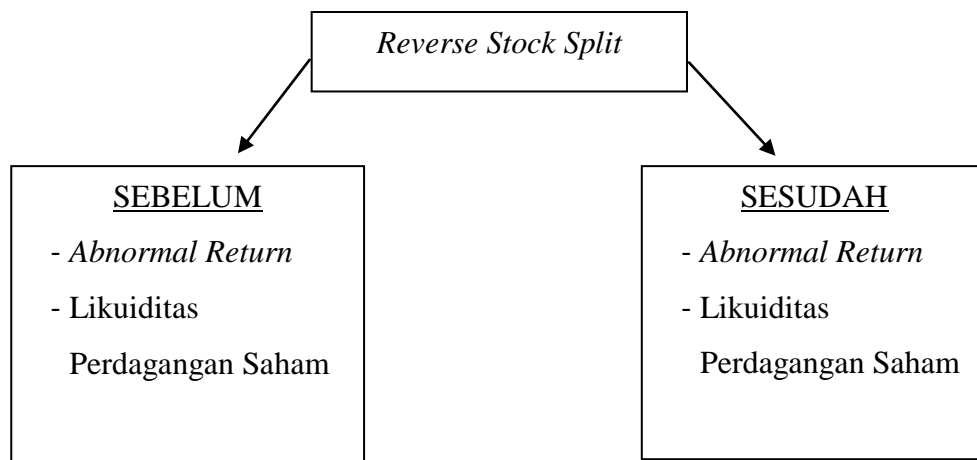 Reverse Stock Split
SEBELUM
- Abnormal Return
- Likuiditas
Perdagangan Saham
SESUDAH
- Abnormal Return
- Likuiditas
Perdagangan Saham